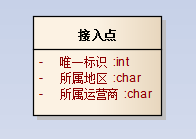 接入点
- 唯一标识 :int
- 所属地区 :char
- 所属运营商 :char